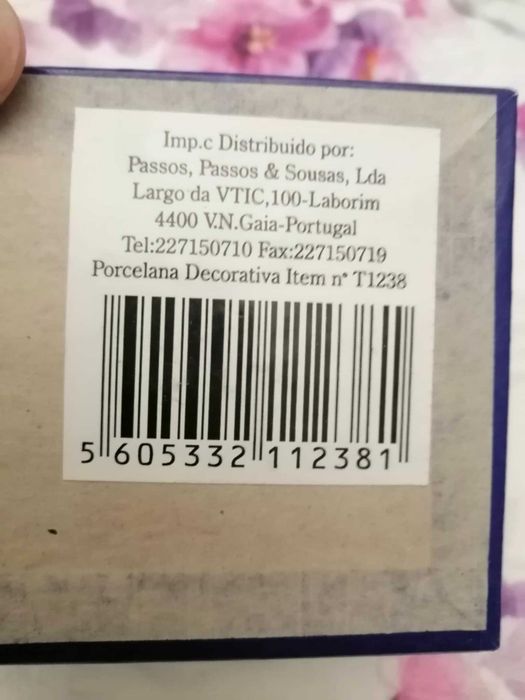 Imp.c Distribuido por:
Passos, Passos & Sousas, Lda
Largo da VTIC,100-Laborim
4400 V.N.Gaia-Portugal
Tel:227150710 Fax:227150719
Porcelana Decorativa Item nº T1238
5 605332 112381